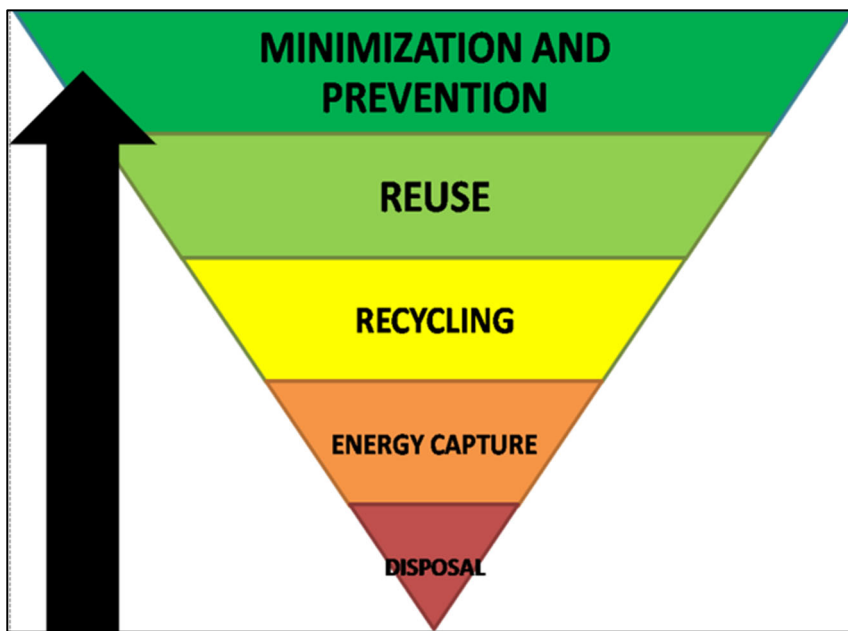 MINIMIZATION AND
PREVENTION
REUSE
RECYCLING
ENERGY CAPTURE
DISPOSAL